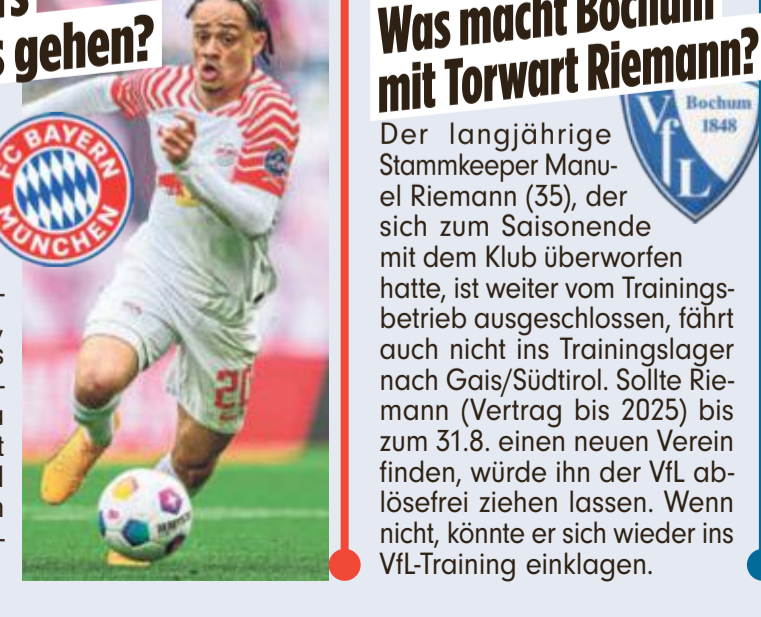 s gehen?
FC BAYERN
MÜNCHEN
20
Was macht Bochum
mit Torwart Riemann?
Bochum
1848
VfL
Der langjährige
Stammkeeper Manu-
el Riemann (35), der
sich zum Saisonende
mit dem Klub überworfen
hatte, ist weiter vom Trainings-
betrieb ausgeschlossen, fährt
auch nicht ins Trainingslager
nach Gais/Südtirol. Sollte Rie-
mann (Vertrag bis 2025) bis
zum 31.8. einen neuen Verein
finden, würde ihn der VfL ab-
lösefrei ziehen lassen. Wenn
nicht, könnte er sich wieder ins
VfL-Training einklagen.